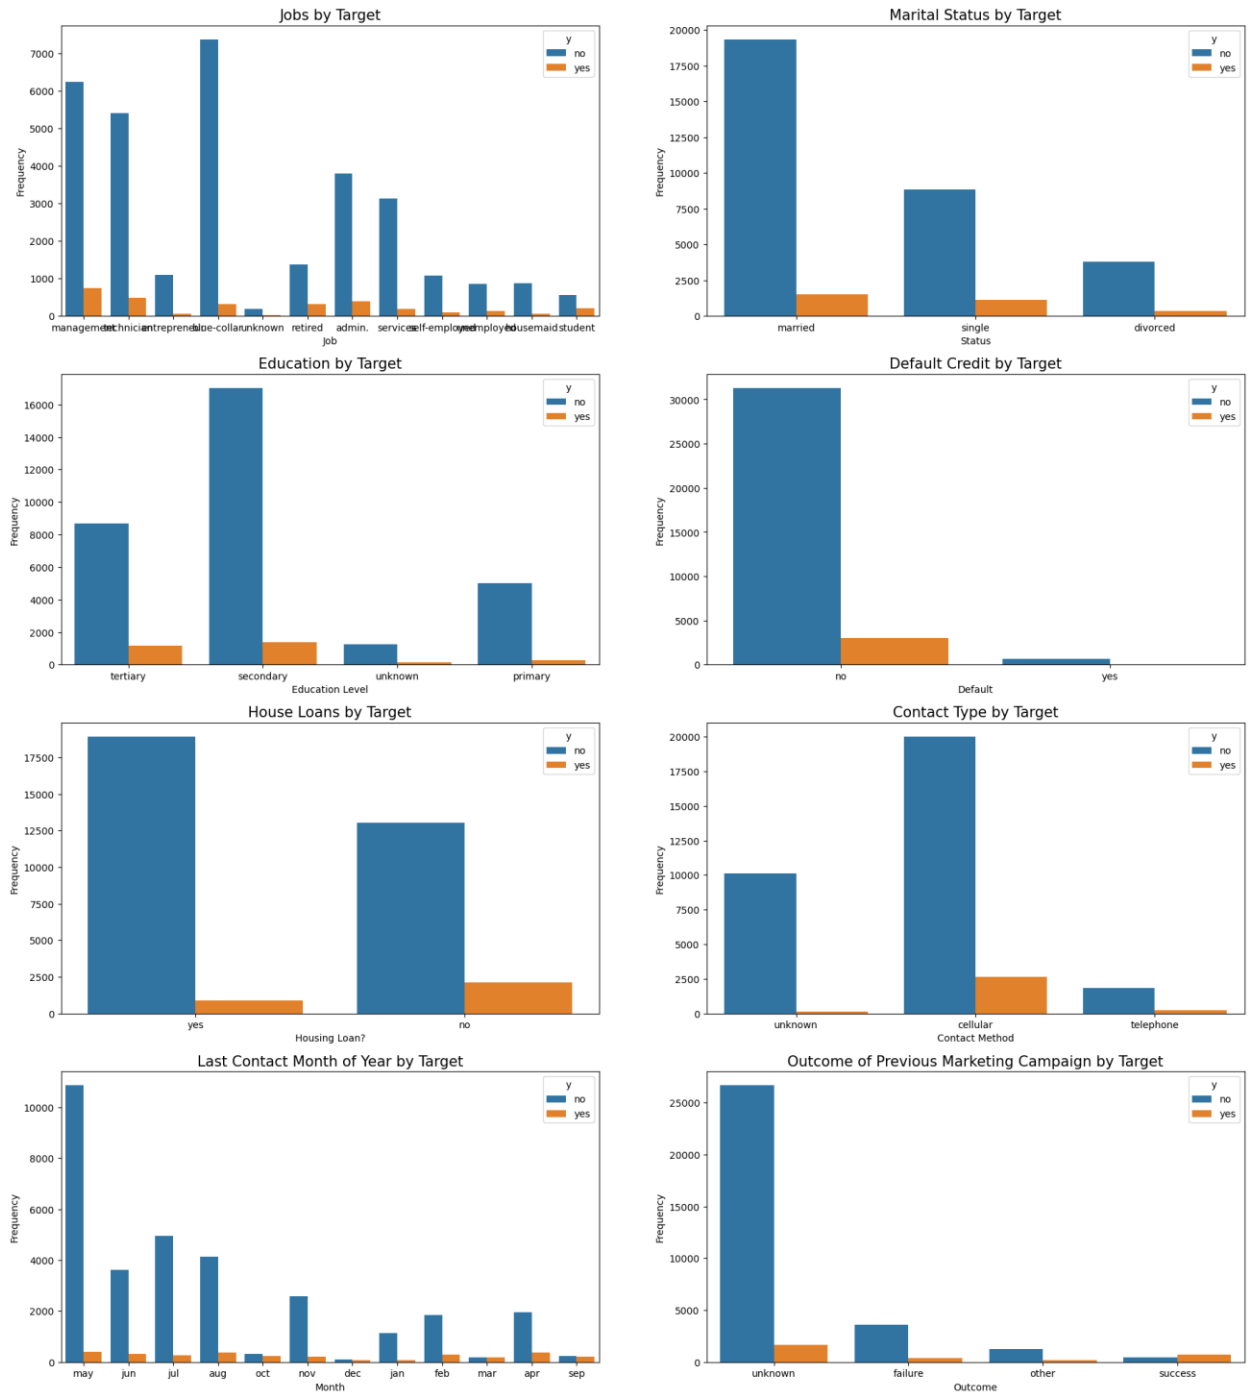 Jobs by Target
Frequency
7000
6000
5000
4000
3000
2000
1000
0
y
no
yes
management technician entrepreneur blue-collar unknown retired admin. services self-employed unemployed housemaid student
Job
Marital Status by Target
Frequency
20000
17500
15000
12500
10000
7500
5000
2500
0
y
no
yes
married single divorced
Status
Education by Target
Frequency
16000
14000
12000
10000
8000
6000
4000
2000
0
y
no
yes
tertiary secondary unknown primary
Education Level
Default Credit by Target
Frequency
30000
25000
20000
15000
10000
5000
0
y
no
yes
no yes
Default
House Loans by Target
Frequency
17500
15000
12500
10000
7500
5000
2500
0
y
no
yes
yes no
Housing Loan?
Contact Type by Target
Frequency
20000
17500
15000
12500
10000
7500
5000
2500
0
y
no
yes
unknown cellular telephone
Contact Method
Last Contact Month of Year by Target
Frequency
10000
8000
6000
4000
2000
0
y
no
yes
may jun jul aug oct nov dec jan feb mar apr sep
Month
Outcome of Previous Marketing Campaign by Target
Frequency
25000
20000
15000
10000
5000
0
y
no
yes
unknown failure other success
Outcome